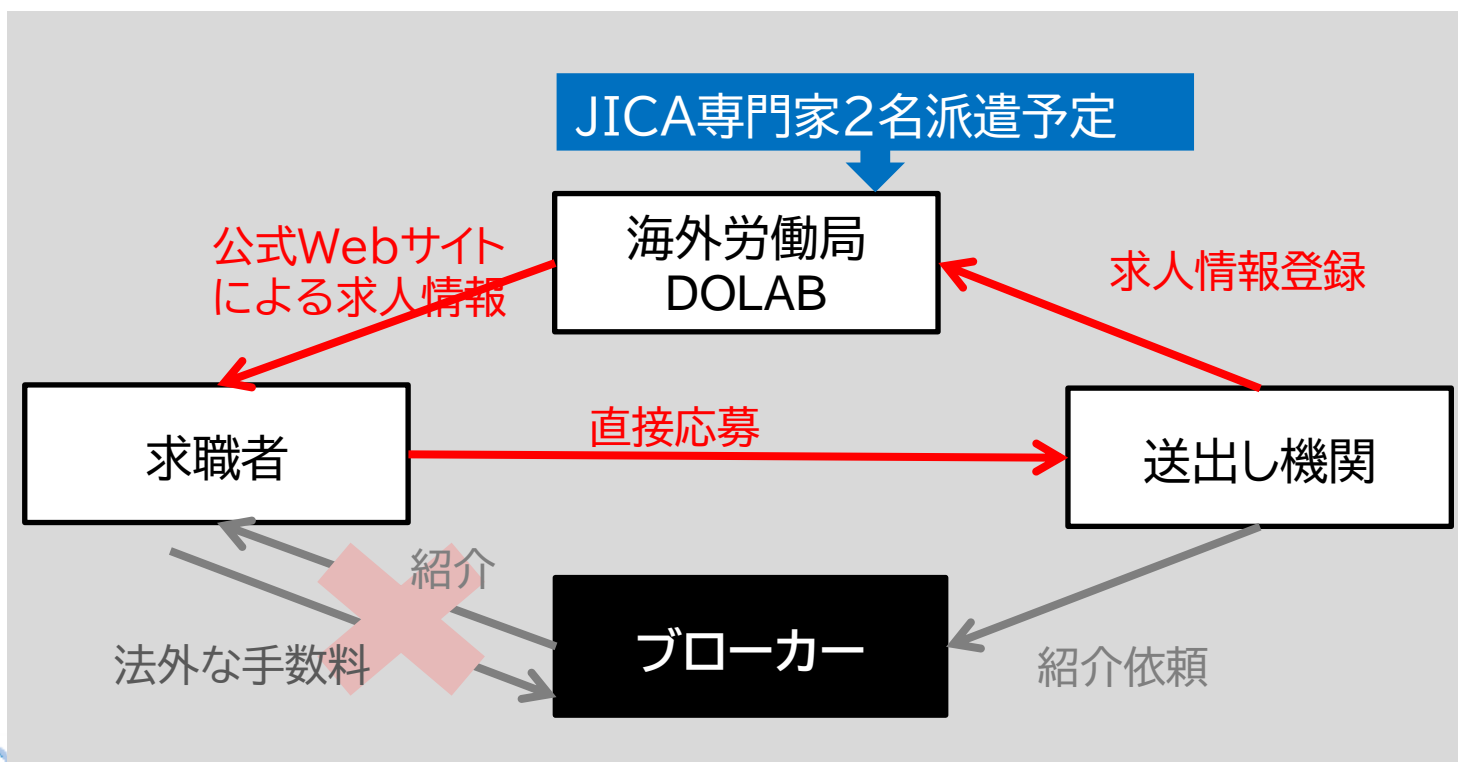 JICA専門家2名派遣予定
海外労働局
DOLAB
公式Webサイト
による求人情報
求人情報登録
直接応募
求職者
送出し機関
紹介
ブローカー
法外な手数料
紹介依頼